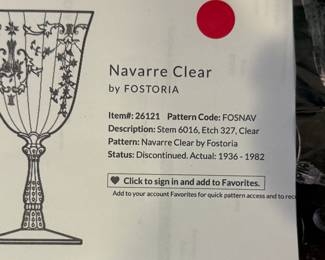 Navarre Clear
by FOSTORIA
Item#: 26121 Pattern Code: FOSNAV
Description: Stem 6016, Etch 327, Clear
Pattern: Navarre Clear by Fostoria
Status: Discontinued. Actual: 1936 - 1982
Click to sign in and add to Favorites.
Add to your account Favorites for quick pattern access and to rece